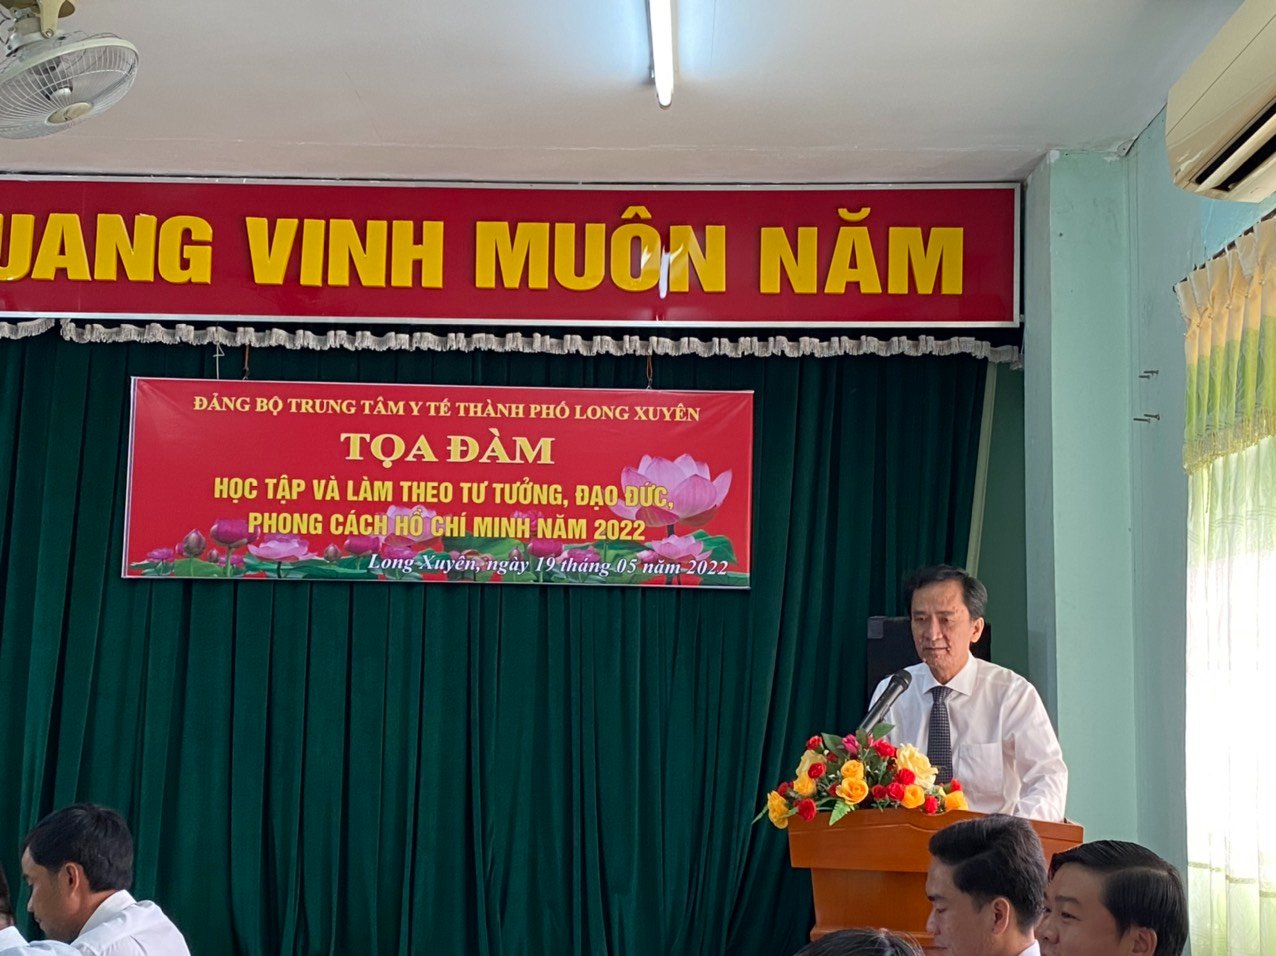 UANG VINH MUÔN NĂM
ĐẢNG BỘ TRUNG TÂM Y TẾ THÀNH PHỐ LONG XUYÊN
TỌA ĐÀM
HỌC TẬP VÀ LÀM THEO TƯ TƯỞNG, ĐẠO ĐỨC,
PHONG CÁCH HỒ CHÍ MINH NĂM 2022
Long Xuyên, ngày 19 tháng 05 năm 2022